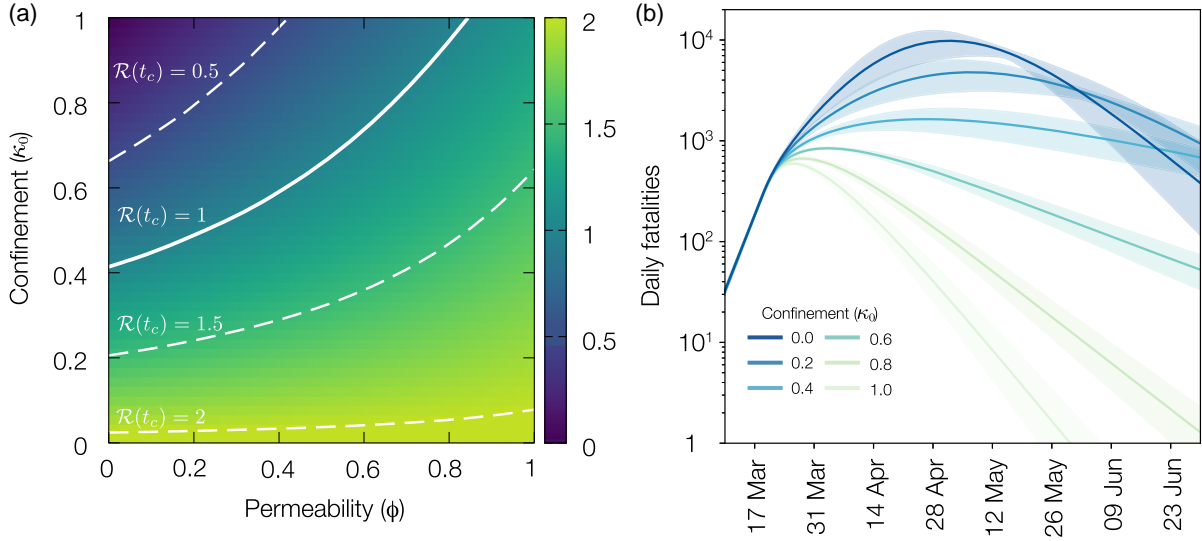 (a)
1
0.8
0.6
0.4
0.2
0
Confinement (κ₀)
R(t_c) = 0.5
R(t_c) = 1
R(t_c) = 1.5
R(t_c) = 2
0
0.2
0.4
0.6
0.8
1
Permeability (ϕ)
2
1.5
1
0.5
0
(b)
Daily fatalities
10⁴
10³
10²
10¹
1
Confinement (κ₀)
0.0
0.2
0.4
0.6
0.8
1.0
17 Mar
31 Mar
14 Apr
28 Apr
12 May
26 May
09 Jun
23 Jun